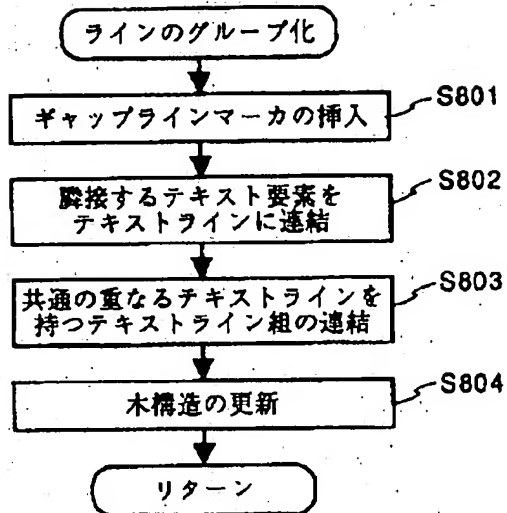 ラインのグループ化
ギャップラインマーカの挿入
S801
隣接するテキスト要素を
テキストラインに連結
S802
共通の重なるテキストラインを
持つテキストライン組の連結
S803
木構造の更新
S804
リターン